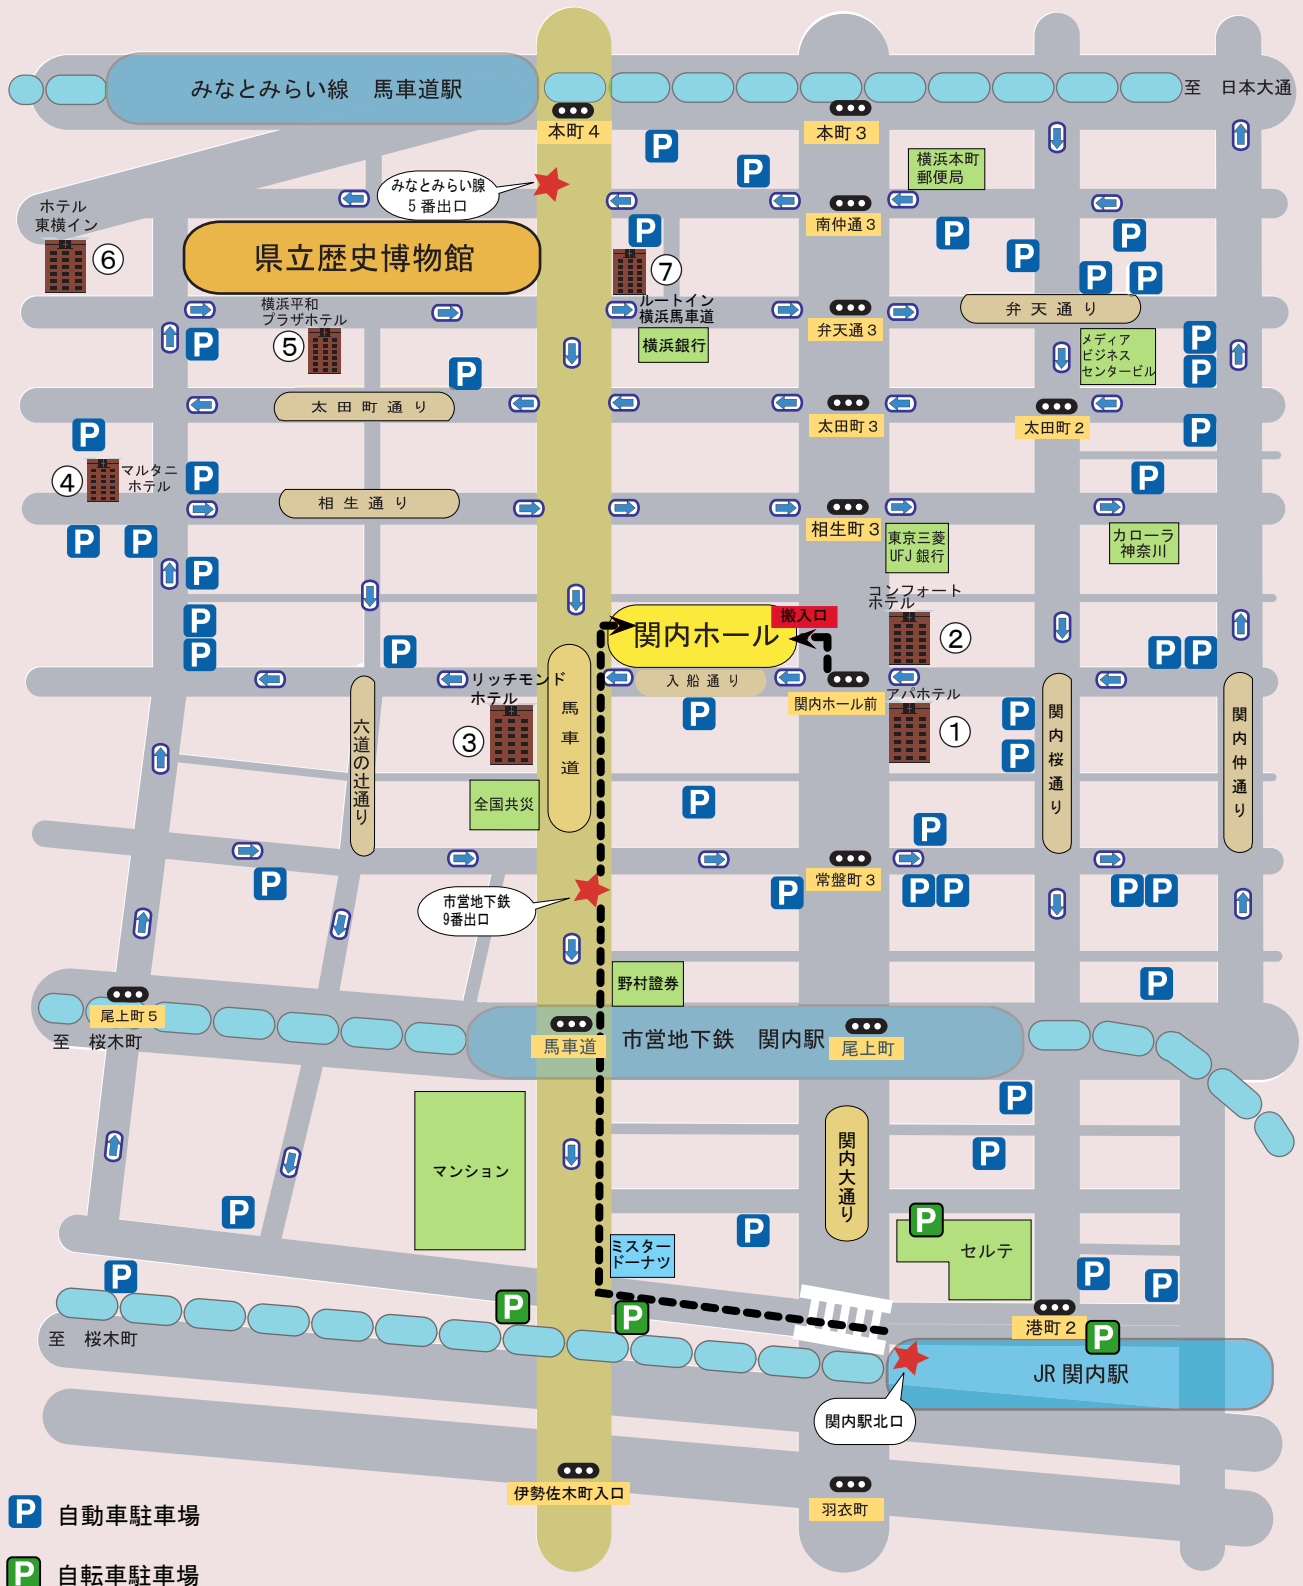 みなとみらい線　馬車道駅
至　日本大通
本町４
本町３
P
P
横浜本町
郵便局
みなとみらい線
５番出口
ホテル
東横イン
⑥
県立歴史博物館
南仲通３
P
P
P
P
P
P
⑦
ルートイン
横浜馬車道
横浜平和
プラザホテル
⑤
P
弁天通３
弁天通り
横浜銀行
メディア
ビジネス
センタービル
P
P
P
太田町通り
太田町３
太田町２
P
P
④
マルタニ
ホテル
P
P
相生通り
相生町３
東京三菱
UFJ 銀行
カローラ
神奈川
P
P
P
P
P
関内ホール
搬入口
コンフォート
ホテル
②
P
P
P
リッチモンド
ホテル
③
入船通り
関内ホール前
アパホテル
①
P
P
P
六道の辻通り
馬車道
関内桜通り
関内仲通り
全国共災
P
P
常盤町３
P
P
P
P
P
P
市営地下鉄
9番出口
野村證券
P
尾上町５
至　桜木町
馬車道
市営地下鉄　関内駅
尾上町
P
P
マンション
関内大通り
P
P
P
セルテ
ミスター
ドーナツ
P
P
P
P
P
港町２
P
至　桜木町
JR 関内駅
関内駅北口
伊勢佐木町入口
羽衣町
P 自動車駐車場
P 自転車駐車場